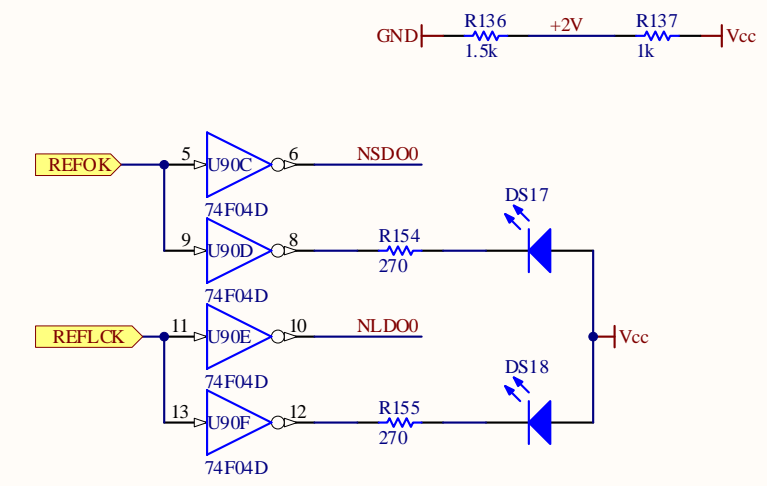 R136 R137
GND +2V Vcc
1.5k 1k
REFOK 5 U90C 6 NSDO0
74F04D
DS17
9 U90D 8 R154
270
74F04D
REFLCK 11 U90E 10 NLDO0
Vcc
74F04D
DS18
13 U90F 12 R155
270
74F04D